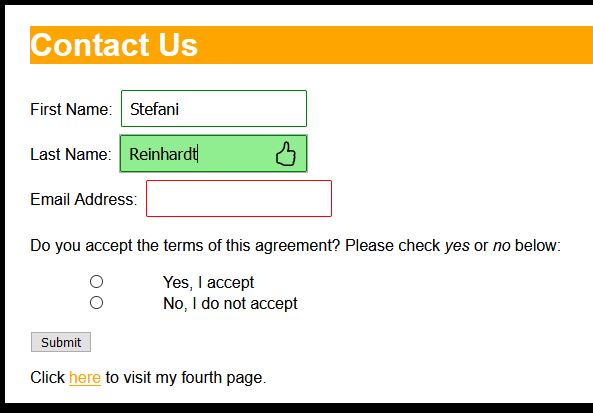 Contact Us
First Name: Stefani
Last Name: Reinhardt
Email Address:
Do you accept the terms of this agreement? Please check yes or no below:
Yes, I accept
No, I do not accept
Submit
Click here to visit my fourth page.